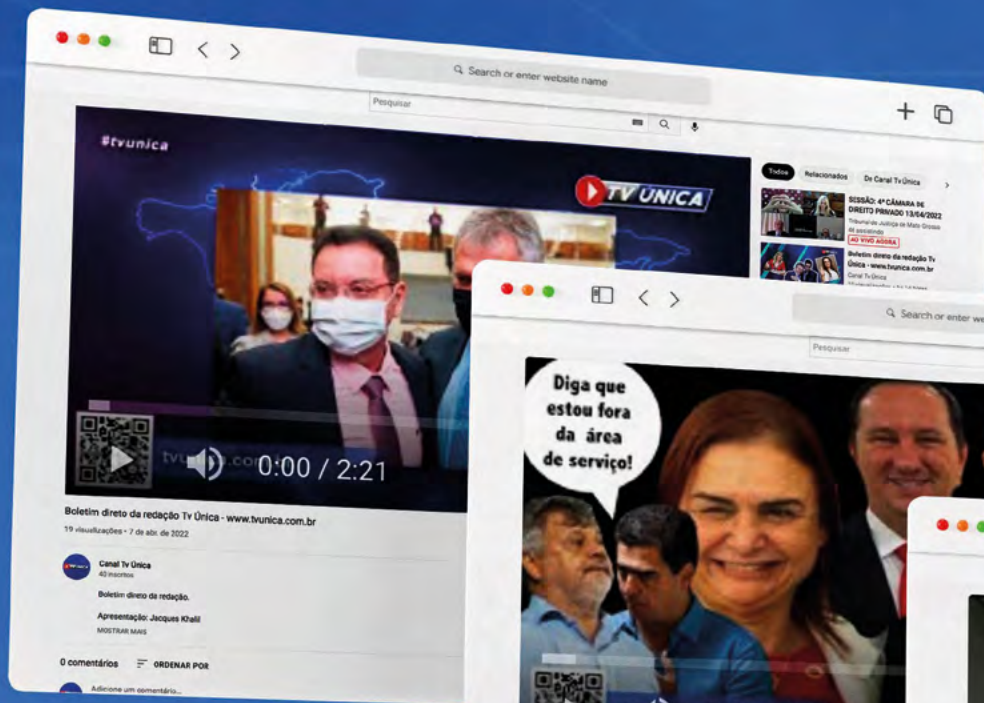 Search or enter website name
Pesquisar
#tvunica
TV ÚNICA
0:00 / 2:21
Boletim direto da redação Tv Única - www.tvunica.com.br
19 visualizações • 7 de abr. de 2022
Canal Tv Única
40 inscritos
Boletim direto da redação.
Apresentação: Jacques Khalil
MOSTRAR MAIS
0 comentários
ORDENAR POR
Adicione um comentário...
Todos
Relacionados
De Canal Tv Única
SESSÃO: 4ª CÂMARA DE
DIREITO PRIVADO 13/04/2022
Tribunal de Justiça de Mato Grosso
assistindo
AO VIVO AGORA
Boletim direto da redação Tv
Única - www.tvunica.com.br
Canal Tv Única
Search or enter we
Pesquisar
Diga que
estou fora
da área
de serviço!